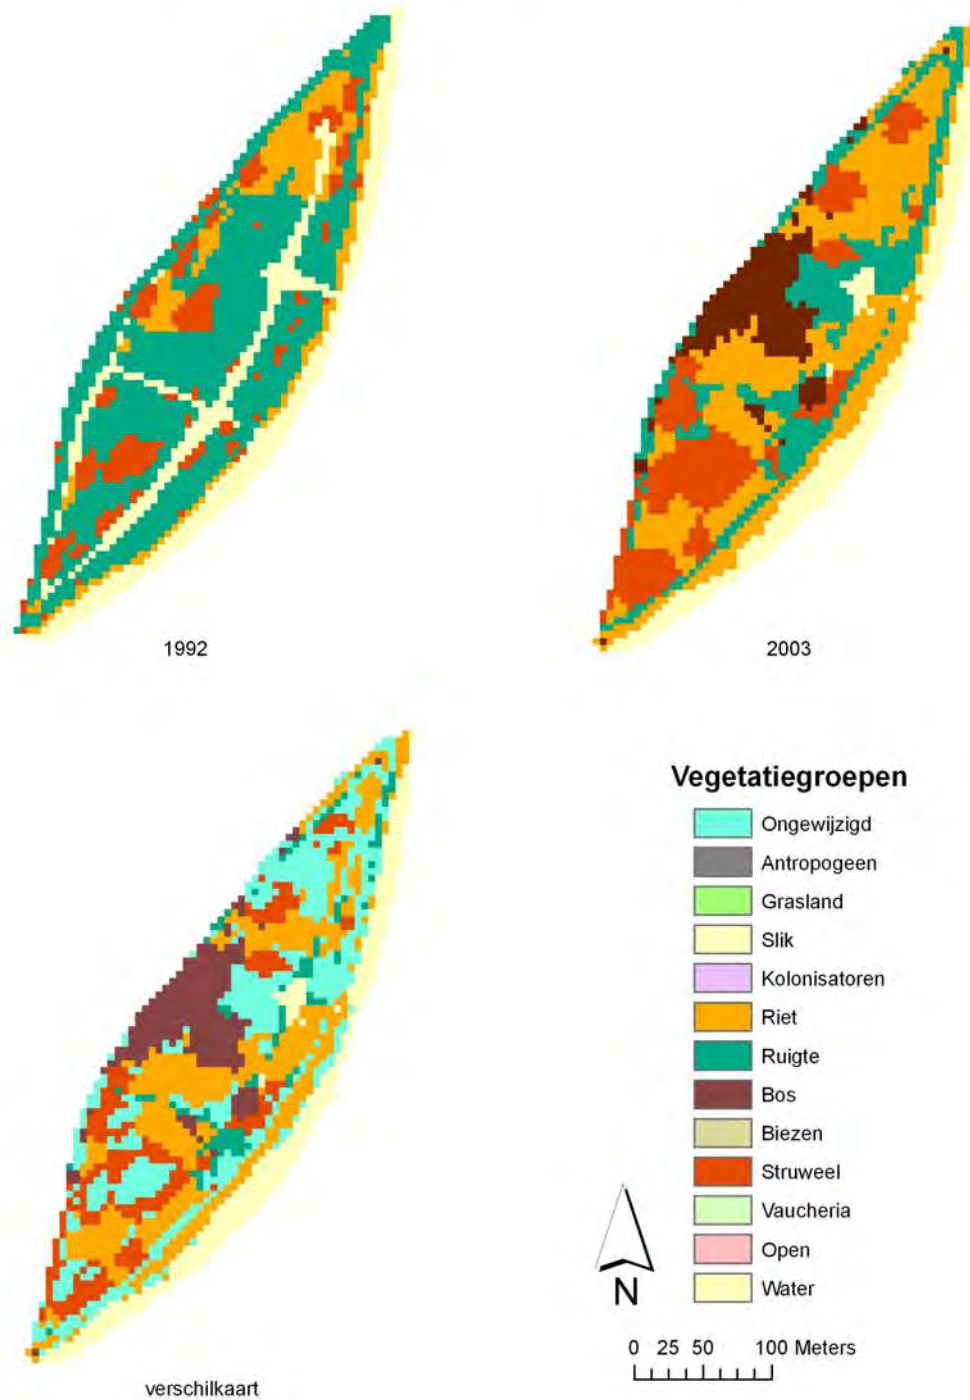 1992
2003
Vegetatiegroepen
Ongewijzigd
Antropogeen
Grasland
Slik
Kolonisatoren
Riet
Ruigte
Bos
Biezen
Struweel
Vaucheria
Open
Water
N
0 25 50 100 Meters
verschilkaart